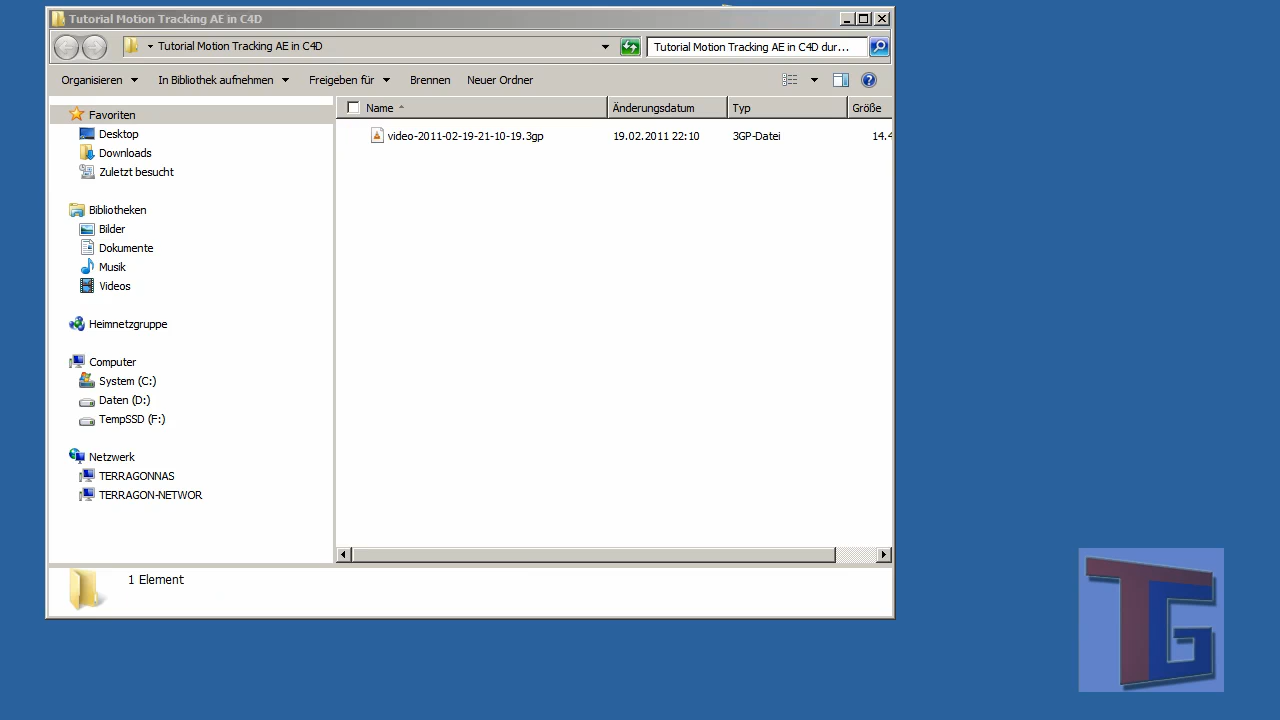 Tutorial Motion Tracking AE in C4D
Tutorial Motion Tracking AE in C4D
Tutorial Motion Tracking AE in C4D dur...
Organisieren
In Bibliothek aufnehmen
Freigeben für
Brennen
Neuer Ordner
Name
Änderungsdatum
Typ
Größe
video-2011-02-19-21-10-19.3gp
19.02.2011 22:10
3GP-Datei
14.4
Favoriten
Desktop
Downloads
Zuletzt besucht
Bibliotheken
Bilder
Dokumente
Musik
Videos
Heimnetzgruppe
Computer
System (C:)
Daten (D:)
TempSSD (F:)
Netzwerk
TERRAGONNAS
TERRAGON-NETWOR
1 Element
TG